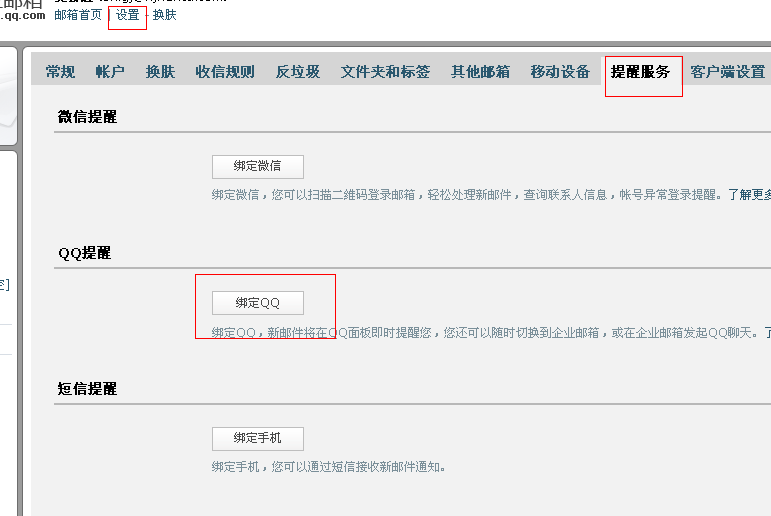 .qq.com 邮箱首页 | 设置 - 换肤
常规 帐户 换肤 收信规则 反垃圾 文件夹和标签 其他邮箱 移动设备 提醒服务 客户端设置
微信提醒
绑定微信
绑定微信，您可以扫描二维码登录邮箱，轻松处理新邮件，查询联系人信息，帐号异常登录提醒。了解更多
QQ提醒
绑定QQ
绑定QQ，新邮件将在QQ面板即时提醒您，您还可以随时切换到企业邮箱，或在企业邮箱发起QQ聊天。了
短信提醒
绑定手机
绑定手机，您可以通过短信接收新邮件通知。